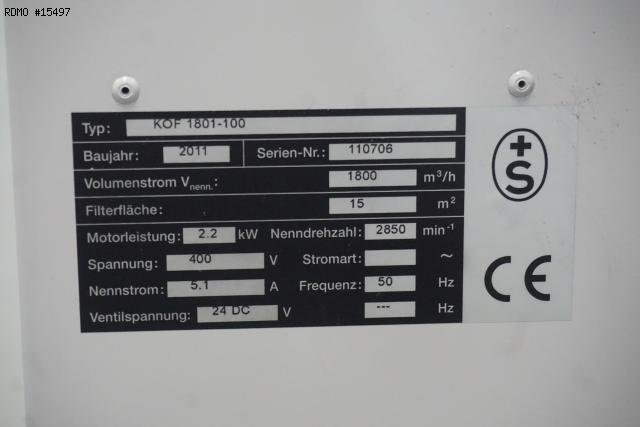 RDMO #15497
Typ: KOF 1801-100
Baujahr: 2011 Serien-Nr.: 110706
Volumenstrom Vnenn.: 1800 m³/h
Filterfläche: 15 m²
Motorleistung: 2.2 kW Nenndrehzahl: 2850 min⁻¹
Spannung: 400 V Stromart: ~
Nennstrom: 5.1 A Frequenz: 50 Hz
Ventilspannung: 24 DC V --- Hz
+S
CE